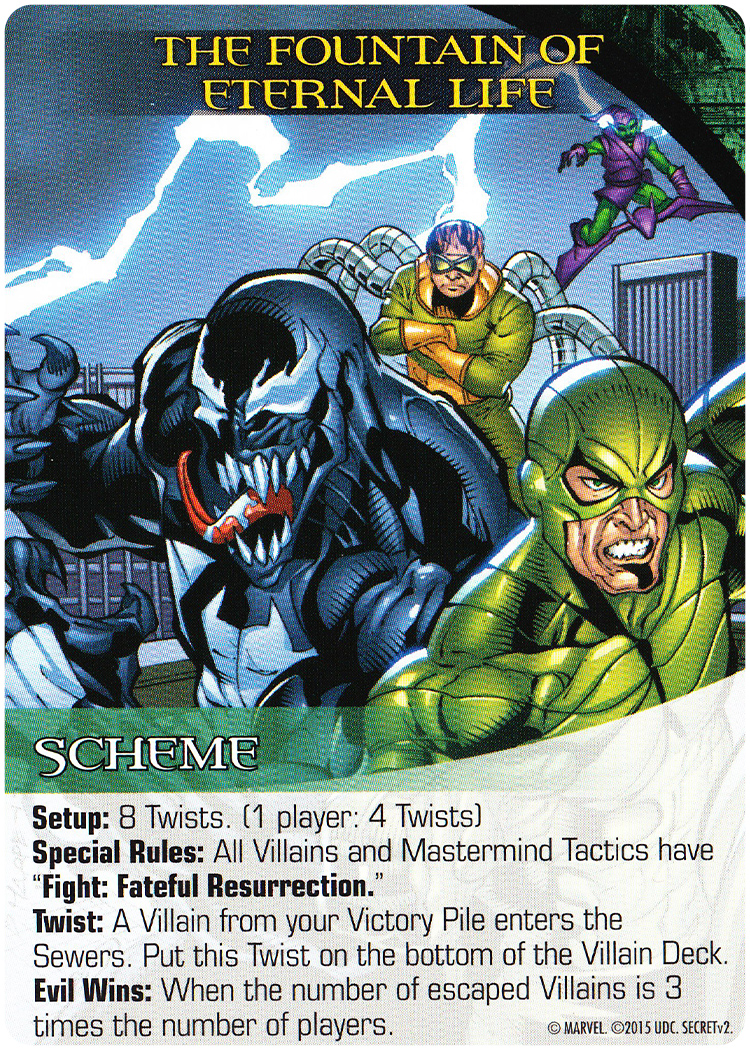 THE FOUNTAIN OF
ETERNAL LIFE
SCHEME
Setup: 8 Twists. (1 player: 4 Twists)
Special Rules: All Villains and Mastermind Tactics have
“Fight: Fateful Resurrection.”
Twist: A Villain from your Victory Pile enters the
Sewers. Put this Twist on the bottom of the Villain Deck.
Evil Wins: When the number of escaped Villains is 3
times the number of players.
© MARVEL. ©2015 UDC. SECRETv2.